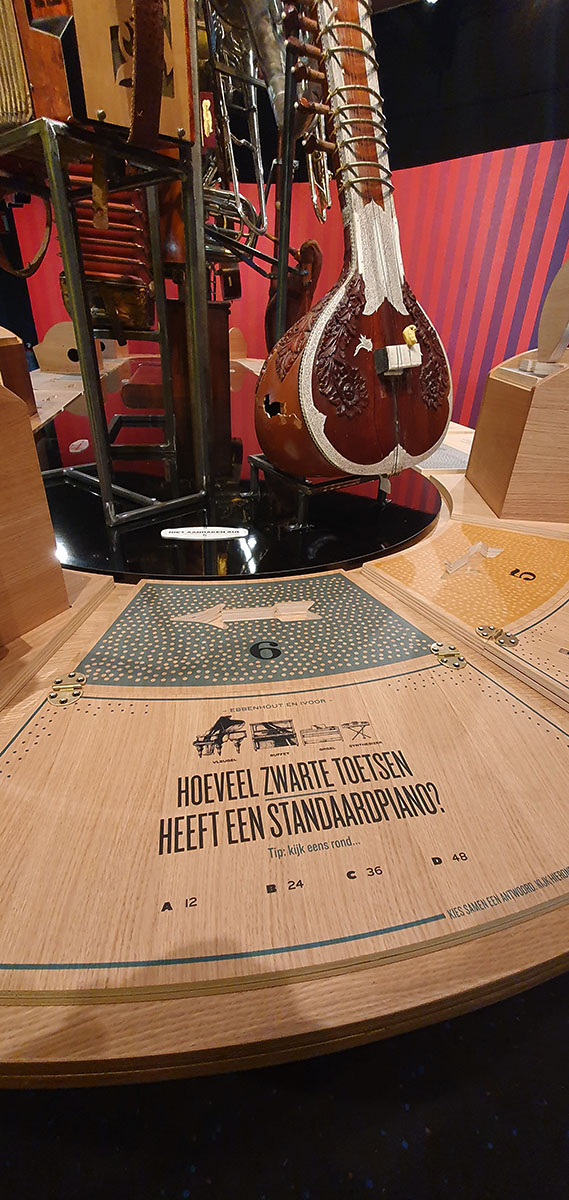 NIET AANRAKEN AUB
5
6
- EBBENHOUT EN IVOOR -
VLEUGEL BUFFET ORGEL SYNTHESIZER
HOEVEEL ZWARTE TOETSEN
HEEFT EEN STANDAARDPIANO?
Tip: kijk eens rond...
A 12 B 24 C 36 D 48
KIES SAMEN EEN ANTWOORD. KIJK